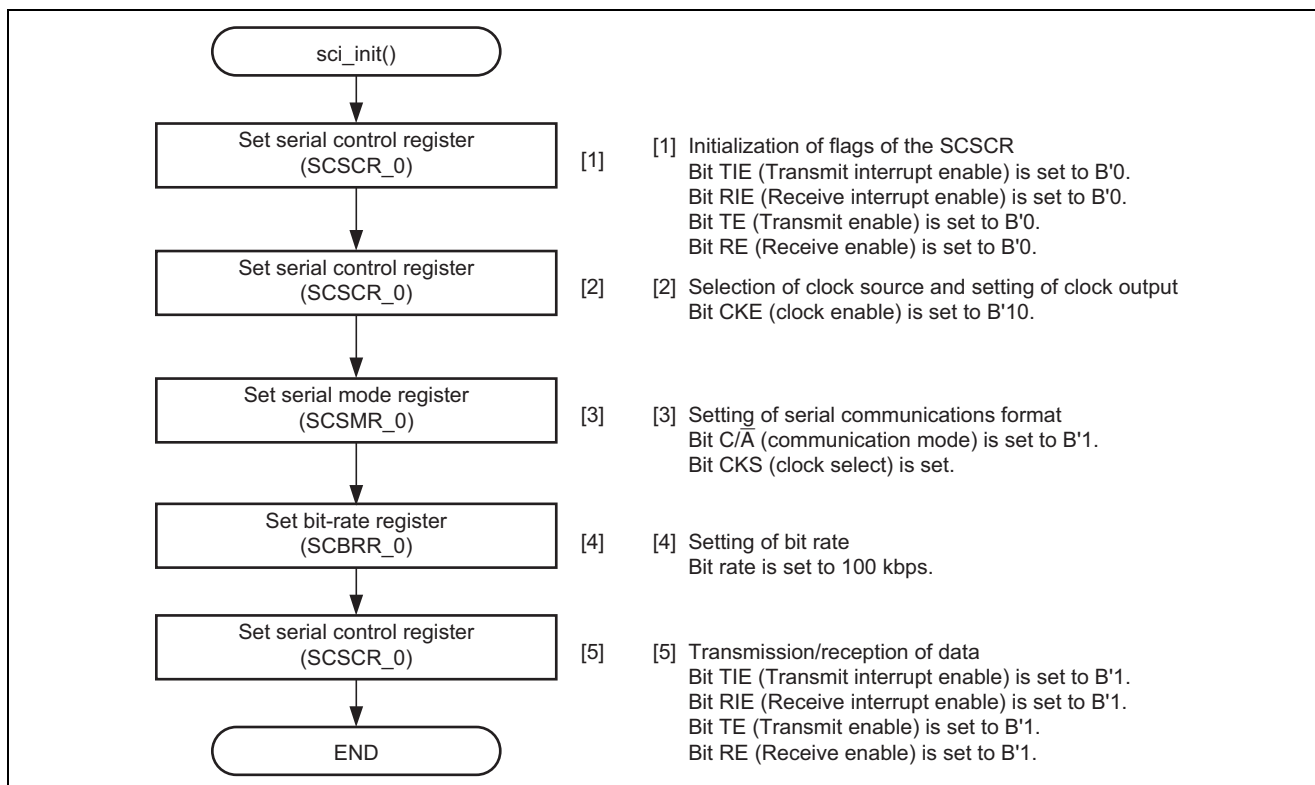 sci_init()
Set serial control register
(SCSCR_0)
[1]
[1] Initialization of flags of the SCSCR
Bit TIE (Transmit interrupt enable) is set to B'0.
Bit RIE (Receive interrupt enable) is set to B'0.
Bit TE (Transmit enable) is set to B'0.
Bit RE (Receive enable) is set to B'0.
Set serial control register
(SCSCR_0)
[2]
[2] Selection of clock source and setting of clock output
Bit CKE (clock enable) is set to B'10.
Set serial mode register
(SCSMR_0)
[3]
[3] Setting of serial communications format
Bit C/A̅ (communication mode) is set to B'1.
Bit CKS (clock select) is set.
Set bit-rate register
(SCBRR_0)
[4]
[4] Setting of bit rate
Bit rate is set to 100 kbps.
Set serial control register
(SCSCR_0)
[5]
[5] Transmission/reception of data
Bit TIE (Transmit interrupt enable) is set to B'1.
Bit RIE (Receive interrupt enable) is set to B'1.
Bit TE (Transmit enable) is set to B'1.
Bit RE (Receive enable) is set to B'1.
END